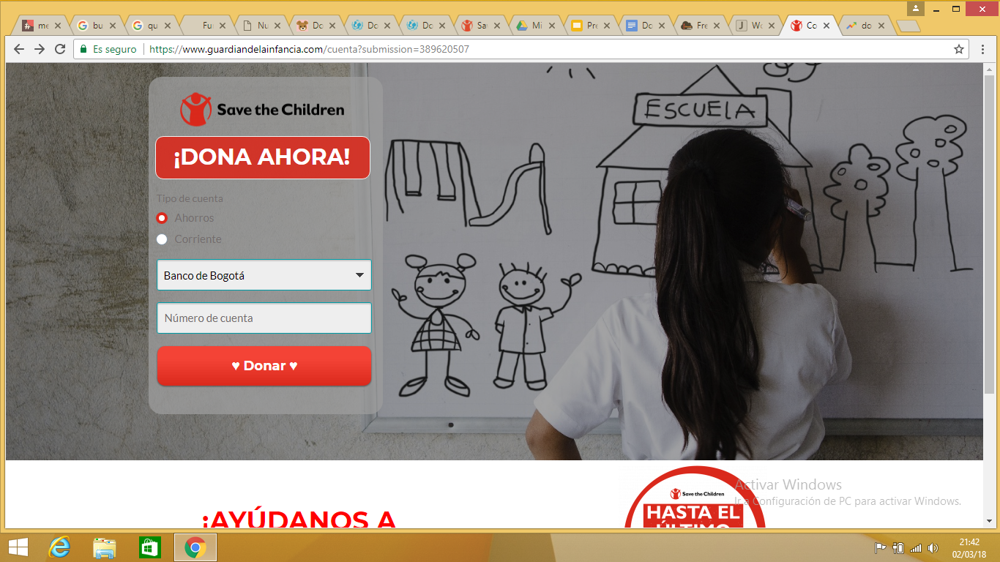 me
bu
qu
Fu
Nu
Do
Do
Do
Sa
Mi
Pre
Do
Fre
Wo
Co
do
Es seguro
https://www.guardiandelainfancia.com/cuenta?submission=389620507
Save the Children
¡DONA AHORA!
Tipo de cuenta
Ahorros
Corriente
Banco de Bogotá
Número de cuenta
♥ Donar ♥
ESCUELA
¡AYÚDANOS A
Save the Children
HASTA EL
ÚLTIMO
Activar Windows
Ir a Configuración de PC para activar Windows.
21:42
02/03/18